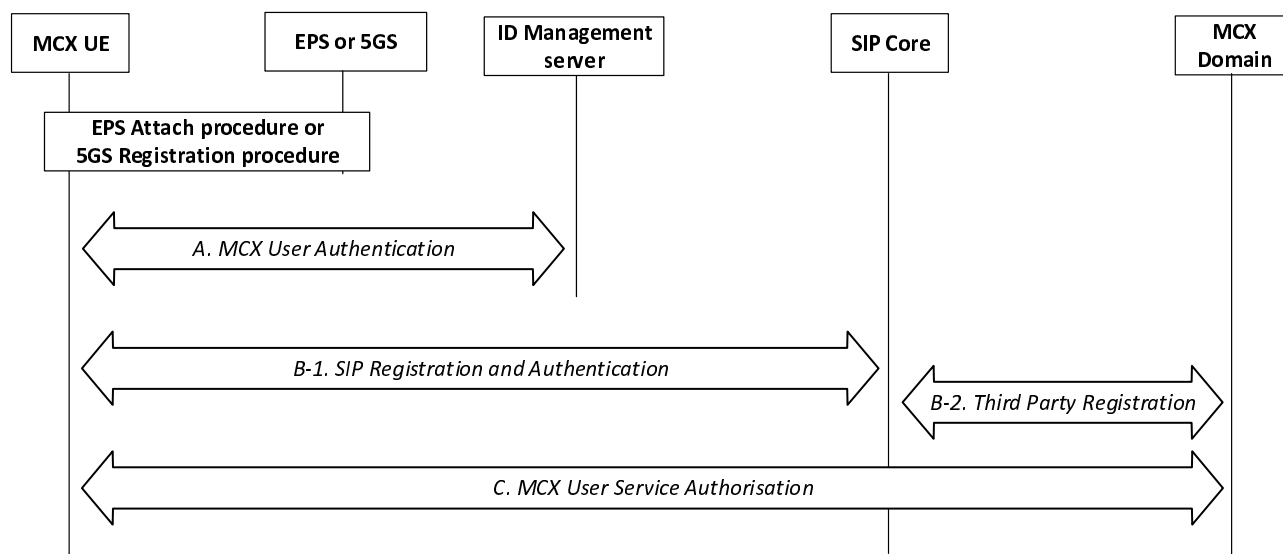 MCX UE
EPS or 5GS
ID Management
server
SIP Core
MCX
Domain
EPS Attach procedure or
5GS Registration procedure
A. MCX User Authentication
B-1. SIP Registration and Authentication
B-2. Third Party Registration
C. MCX User Service Authorisation